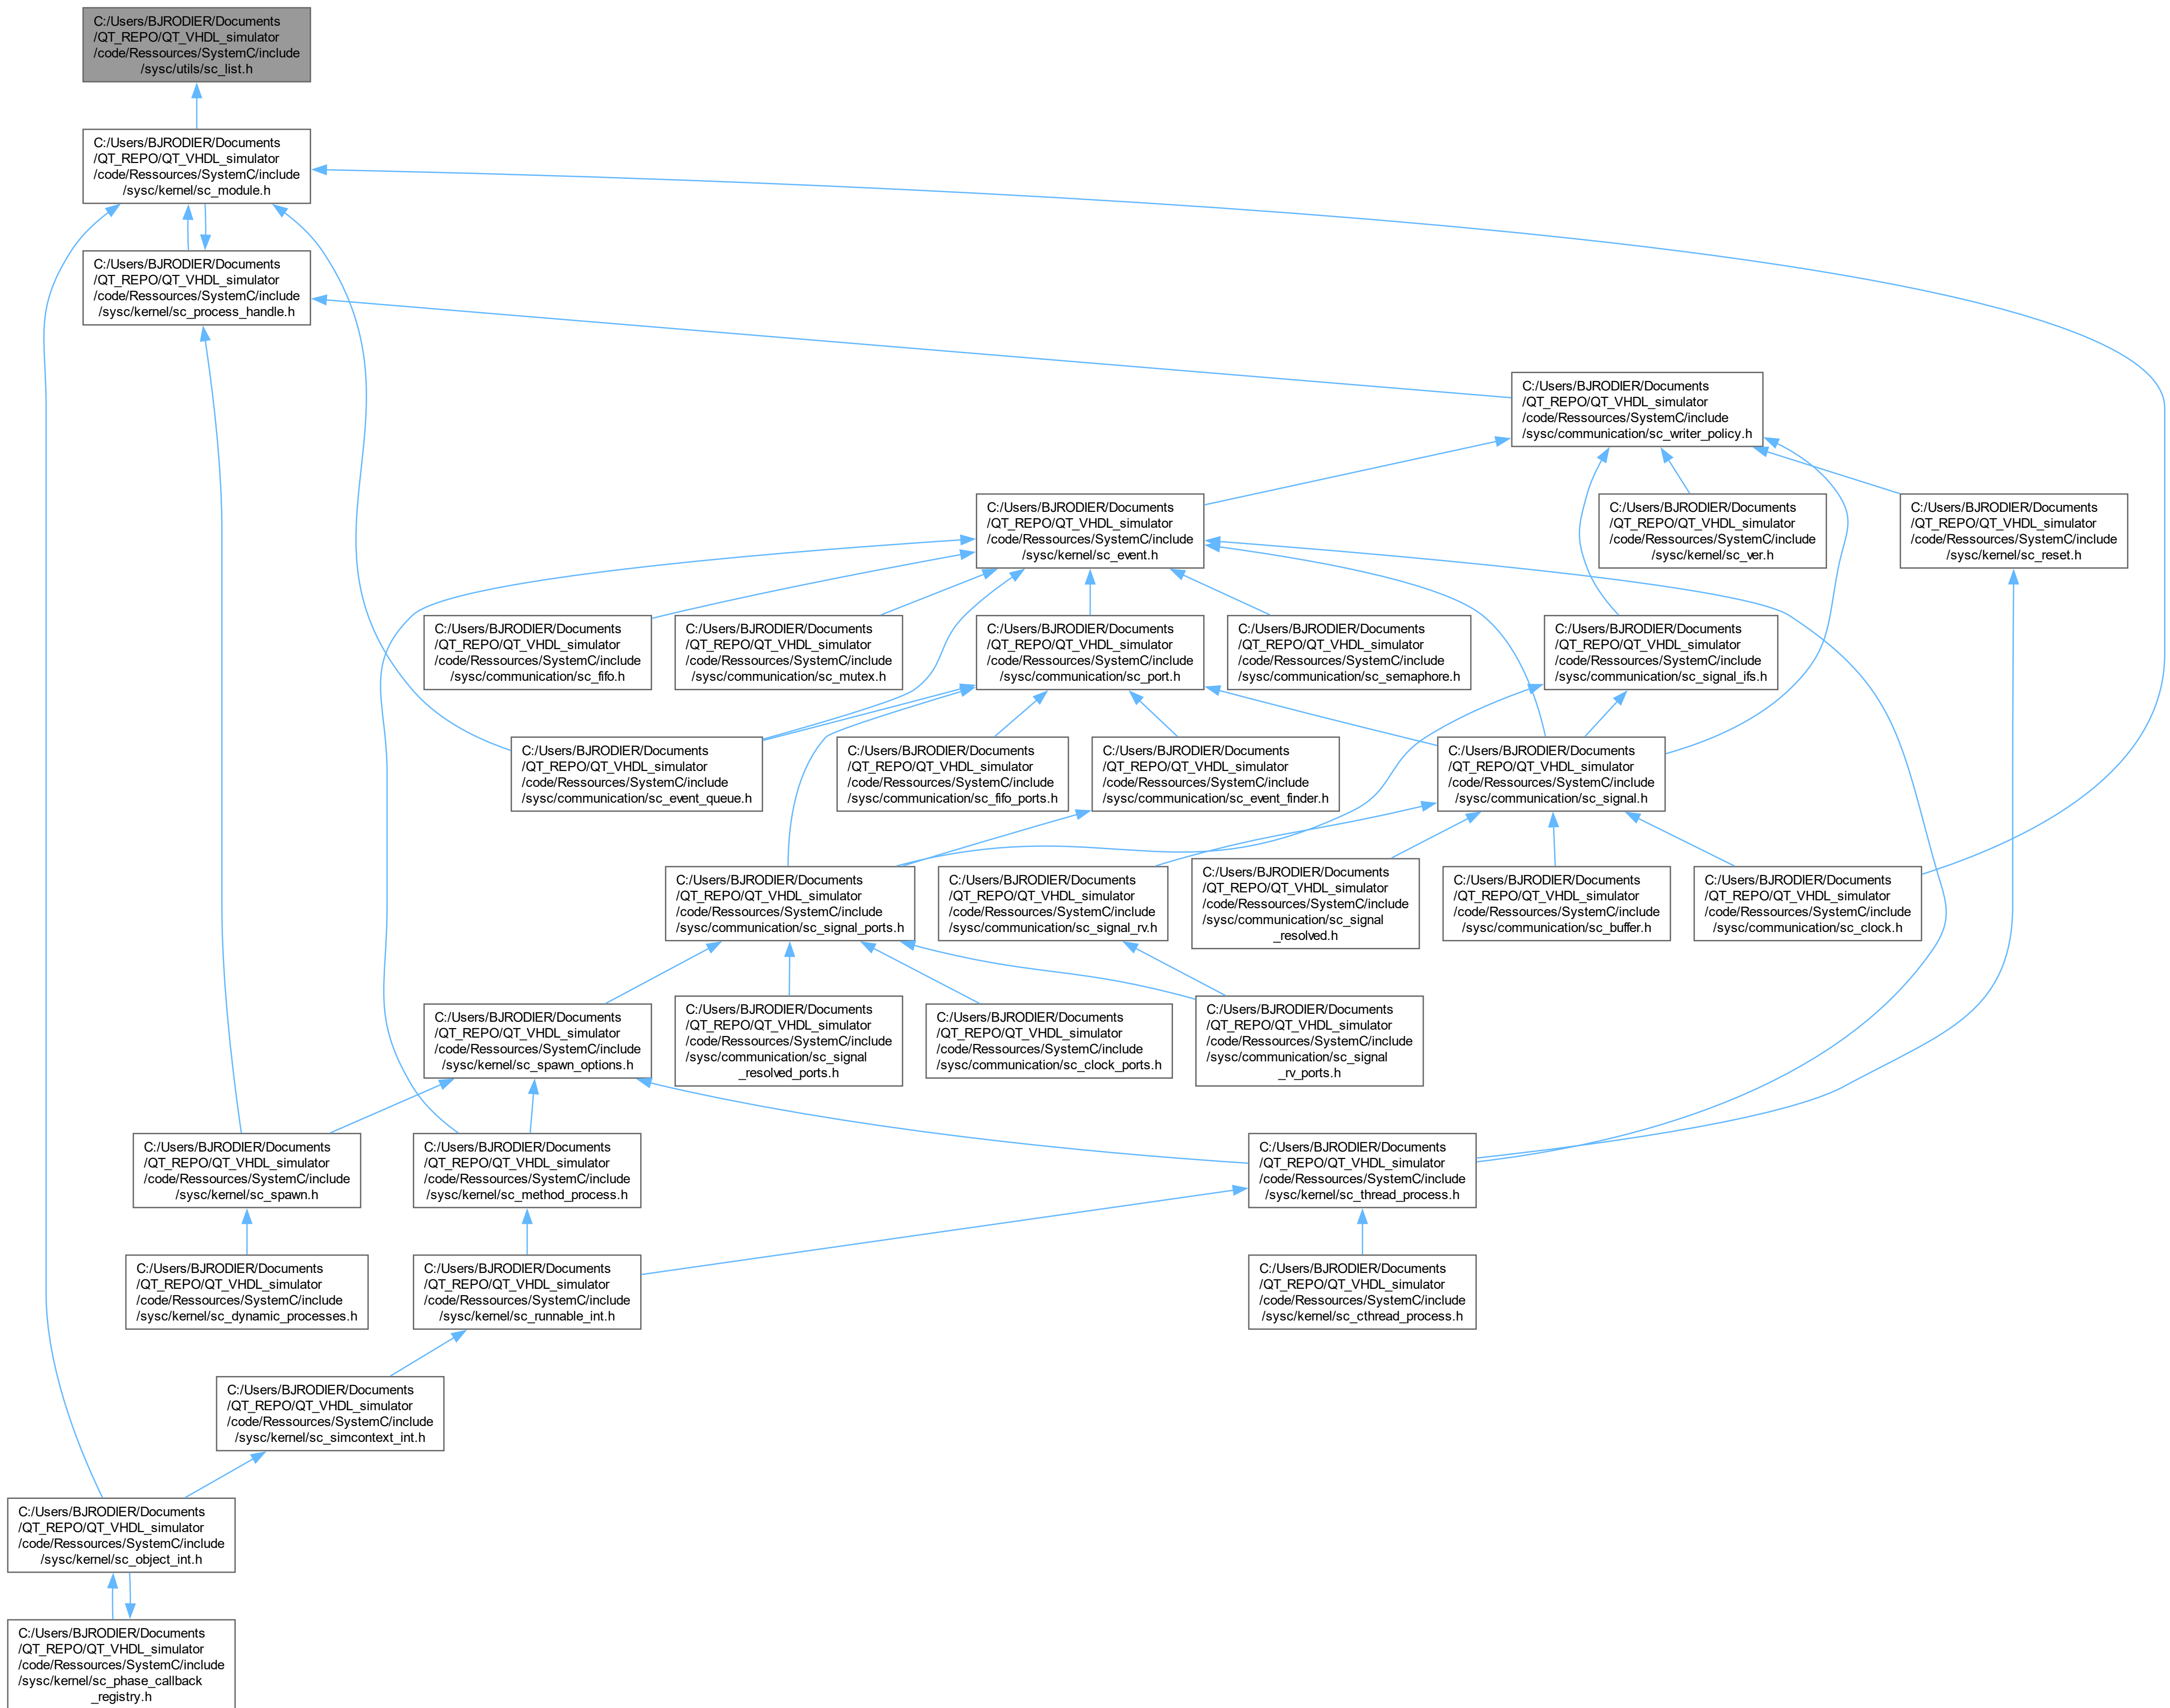 C:/Users/BJRODIER/Documents
/QT_REPO/QT_VHDL_simulator
/code/Ressources/SystemC/include
/sysc/utils/sc_list.h
C:/Users/BJRODIER/Documents
/QT_REPO/QT_VHDL_simulator
/code/Ressources/SystemC/include
/sysc/kernel/sc_module.h
C:/Users/BJRODIER/Documents
/QT_REPO/QT_VHDL_simulator
/code/Ressources/SystemC/include
/sysc/kernel/sc_process_handle.h
C:/Users/BJRODIER/Documents
/QT_REPO/QT_VHDL_simulator
/code/Ressources/SystemC/include
/sysc/communication/sc_writer_policy.h
C:/Users/BJRODIER/Documents
/QT_REPO/QT_VHDL_simulator
/code/Ressources/SystemC/include
/sysc/kernel/sc_event.h
C:/Users/BJRODIER/Documents
/QT_REPO/QT_VHDL_simulator
/code/Ressources/SystemC/include
/sysc/kernel/sc_ver.h
C:/Users/BJRODIER/Documents
/QT_REPO/QT_VHDL_simulator
/code/Ressources/SystemC/include
/sysc/kernel/sc_reset.h
C:/Users/BJRODIER/Documents
/QT_REPO/QT_VHDL_simulator
/code/Ressources/SystemC/include
/sysc/communication/sc_fifo.h
C:/Users/BJRODIER/Documents
/QT_REPO/QT_VHDL_simulator
/code/Ressources/SystemC/include
/sysc/communication/sc_mutex.h
C:/Users/BJRODIER/Documents
/QT_REPO/QT_VHDL_simulator
/code/Ressources/SystemC/include
/sysc/communication/sc_port.h
C:/Users/BJRODIER/Documents
/QT_REPO/QT_VHDL_simulator
/code/Ressources/SystemC/include
/sysc/communication/sc_semaphore.h
C:/Users/BJRODIER/Documents
/QT_REPO/QT_VHDL_simulator
/code/Ressources/SystemC/include
/sysc/communication/sc_signal_ifs.h
C:/Users/BJRODIER/Documents
/QT_REPO/QT_VHDL_simulator
/code/Ressources/SystemC/include
/sysc/communication/sc_event_queue.h
C:/Users/BJRODIER/Documents
/QT_REPO/QT_VHDL_simulator
/code/Ressources/SystemC/include
/sysc/communication/sc_fifo_ports.h
C:/Users/BJRODIER/Documents
/QT_REPO/QT_VHDL_simulator
/code/Ressources/SystemC/include
/sysc/communication/sc_event_finder.h
C:/Users/BJRODIER/Documents
/QT_REPO/QT_VHDL_simulator
/code/Ressources/SystemC/include
/sysc/communication/sc_signal.h
C:/Users/BJRODIER/Documents
/QT_REPO/QT_VHDL_simulator
/code/Ressources/SystemC/include
/sysc/communication/sc_signal_ports.h
C:/Users/BJRODIER/Documents
/QT_REPO/QT_VHDL_simulator
/code/Ressources/SystemC/include
/sysc/communication/sc_signal_rv.h
C:/Users/BJRODIER/Documents
/QT_REPO/QT_VHDL_simulator
/code/Ressources/SystemC/include
/sysc/communication/sc_signal
_resolved.h
C:/Users/BJRODIER/Documents
/QT_REPO/QT_VHDL_simulator
/code/Ressources/SystemC/include
/sysc/communication/sc_buffer.h
C:/Users/BJRODIER/Documents
/QT_REPO/QT_VHDL_simulator
/code/Ressources/SystemC/include
/sysc/communication/sc_clock.h
C:/Users/BJRODIER/Documents
/QT_REPO/QT_VHDL_simulator
/code/Ressources/SystemC/include
/sysc/kernel/sc_spawn_options.h
C:/Users/BJRODIER/Documents
/QT_REPO/QT_VHDL_simulator
/code/Ressources/SystemC/include
/sysc/communication/sc_signal
_resolved_ports.h
C:/Users/BJRODIER/Documents
/QT_REPO/QT_VHDL_simulator
/code/Ressources/SystemC/include
/sysc/communication/sc_clock_ports.h
C:/Users/BJRODIER/Documents
/QT_REPO/QT_VHDL_simulator
/code/Ressources/SystemC/include
/sysc/communication/sc_signal
_rv_ports.h
C:/Users/BJRODIER/Documents
/QT_REPO/QT_VHDL_simulator
/code/Ressources/SystemC/include
/sysc/kernel/sc_spawn.h
C:/Users/BJRODIER/Documents
/QT_REPO/QT_VHDL_simulator
/code/Ressources/SystemC/include
/sysc/kernel/sc_method_process.h
C:/Users/BJRODIER/Documents
/QT_REPO/QT_VHDL_simulator
/code/Ressources/SystemC/include
/sysc/kernel/sc_thread_process.h
C:/Users/BJRODIER/Documents
/QT_REPO/QT_VHDL_simulator
/code/Ressources/SystemC/include
/sysc/kernel/sc_dynamic_processes.h
C:/Users/BJRODIER/Documents
/QT_REPO/QT_VHDL_simulator
/code/Ressources/SystemC/include
/sysc/kernel/sc_runnable_int.h
C:/Users/BJRODIER/Documents
/QT_REPO/QT_VHDL_simulator
/code/Ressources/SystemC/include
/sysc/kernel/sc_cthread_process.h
C:/Users/BJRODIER/Documents
/QT_REPO/QT_VHDL_simulator
/code/Ressources/SystemC/include
/sysc/kernel/sc_simcontext_int.h
C:/Users/BJRODIER/Documents
/QT_REPO/QT_VHDL_simulator
/code/Ressources/SystemC/include
/sysc/kernel/sc_object_int.h
C:/Users/BJRODIER/Documents
/QT_REPO/QT_VHDL_simulator
/code/Ressources/SystemC/include
/sysc/kernel/sc_phase_callback
_registry.h